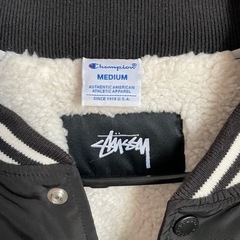 Champion
MEDIUM
AUTHENTIC AMERICAN
ATHLETIC APPAREL
SINCE 1919 U.S.A.
STÜSSY